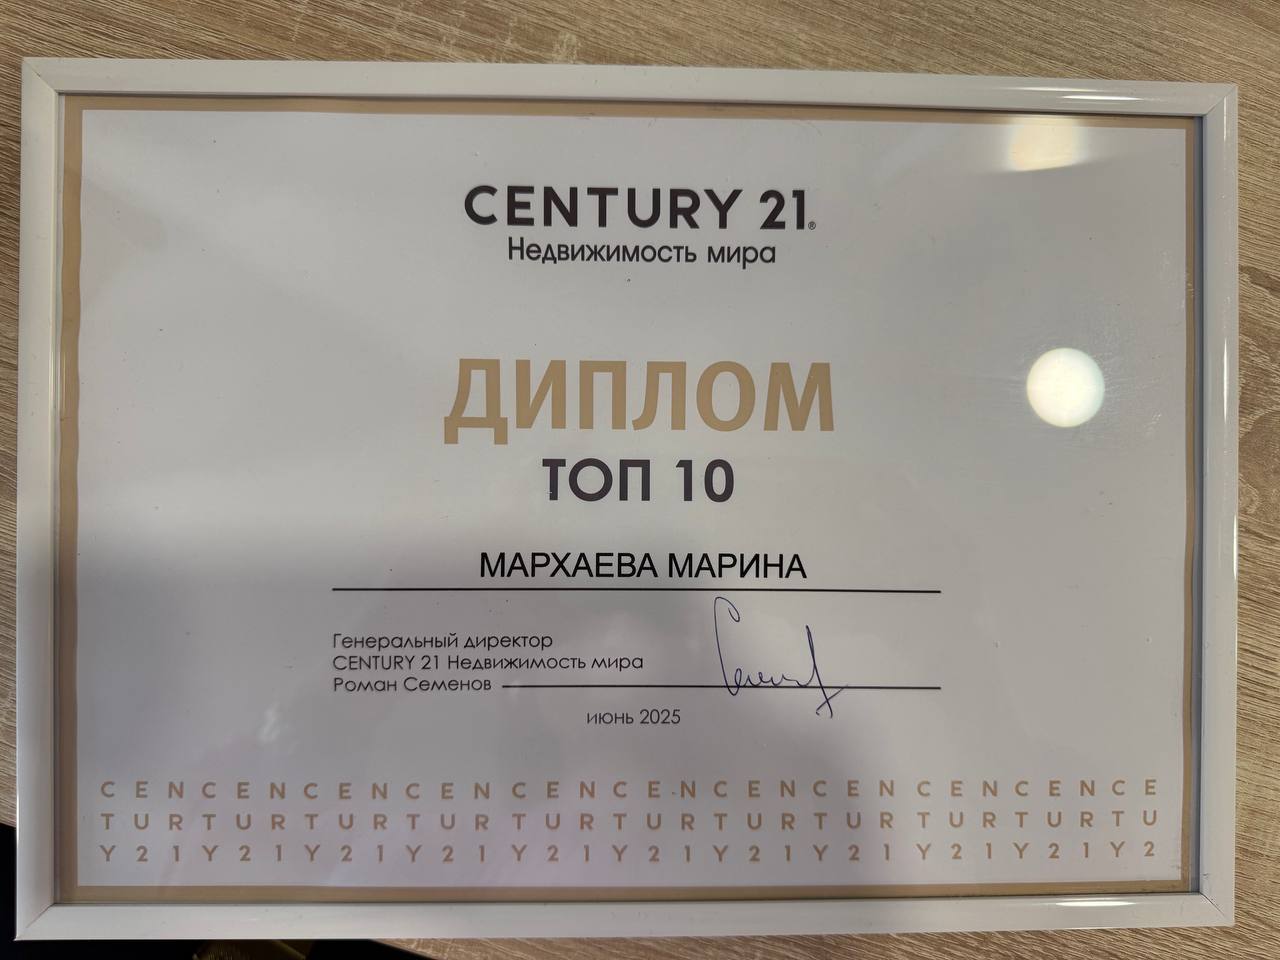 CENTURY 21®
Недвижимость мира
ДИПЛОМ
ТОП 10
МАРХАЕВА МАРИНА
Генеральный директор
CENTURY 21 Недвижимость мира
Роман Семенов
июнь 2025
C E N C E N C E N C E N C E N C E N C E N C E N C E N C E N C E
T U R T U R T U R T U R T U R T U R T U R T U R T U R T U R T U
Y 2 1 Y 2 1 Y 2 1 Y 2 1 Y 2 1 Y 2 1 Y 2 1 Y 2 1 Y 2 1 Y 2 1 Y 2